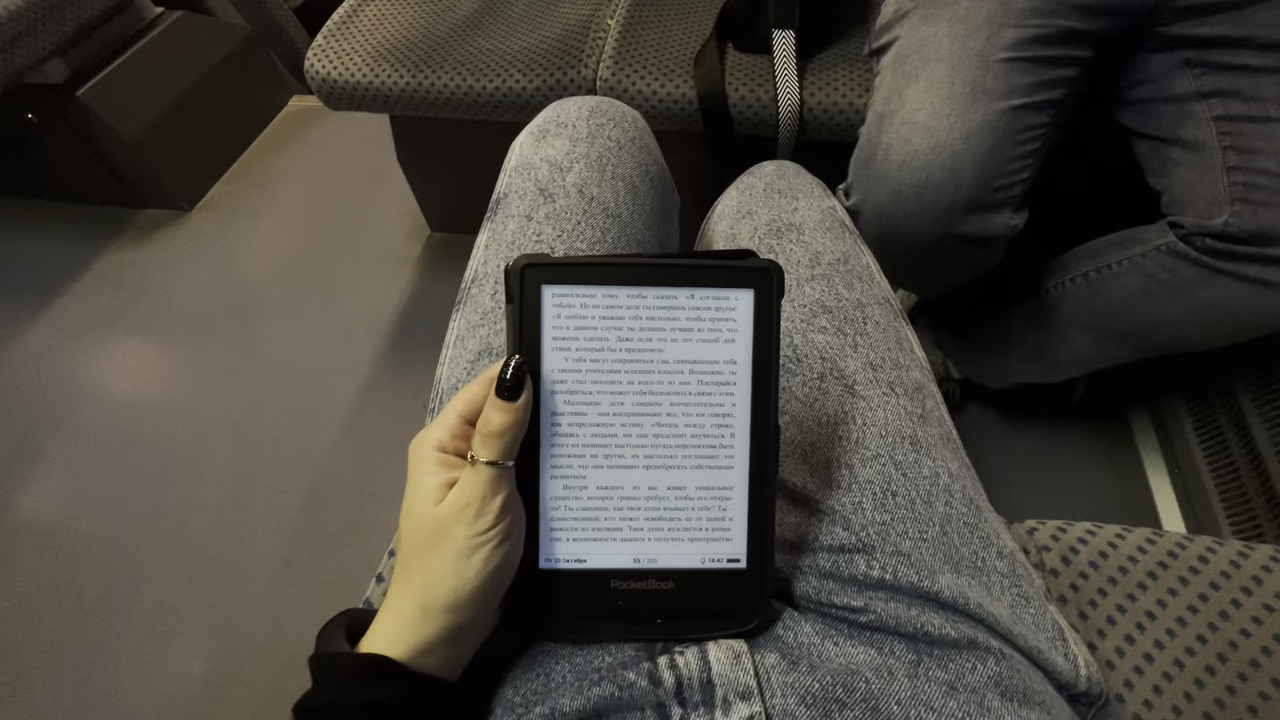 равносильно тому, чтобы сказать: «Я согласен с
тобой». Но на самом деле ты говоришь совсем другое:
«Я люблю и уважаю тебя настолько, чтобы принять,
что в данном случае ты делаешь лучшее из того, что
можешь сделать. Даже если это не тот способ дей-
ствий, который бы я предпочел».
У тебя могут сохраниться узы, связывающие тебя
с твоими учителями младших классов. Возможно, ты
даже стал походить на кого-то из них. Постарайся
разобраться, что может тебя беспокоить в связи с этим.
Маленькие дети слишком впечатлительны и
реактивны – они воспринимают все, что им говорят,
как непреложную истину. «Читать между строк»,
общаясь с людьми, им еще предстоит научиться. В
итоге их начинает настолько пугать перспектива быть
непохожими на других, их настолько поглощают эти
мысли, что они начинают пренебрегать собственным
развитием.
Внутри каждого из вас живет уникальное
существо, которое громко требует, чтобы его откры-
ли! Ты слышишь, как твоя душа взывает к тебе? Ты
единственный, кто может освободить ее от цепей и
вывести из изоляции. Твоя душа нуждается в разви-
тии, в возможности дышать и получить пространство
Пт 20 Октября 59 / 205 18:42
PocketBook